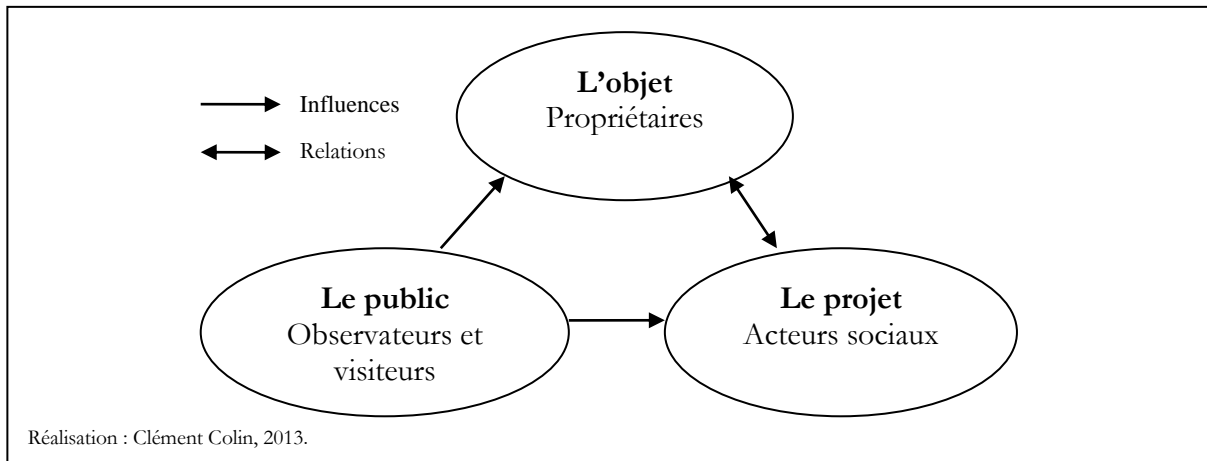 L’objet
Propriétaires
Influences
Relations
Le public
Observateurs et
visiteurs
Le projet
Acteurs sociaux
Réalisation : Clément Colin, 2013.